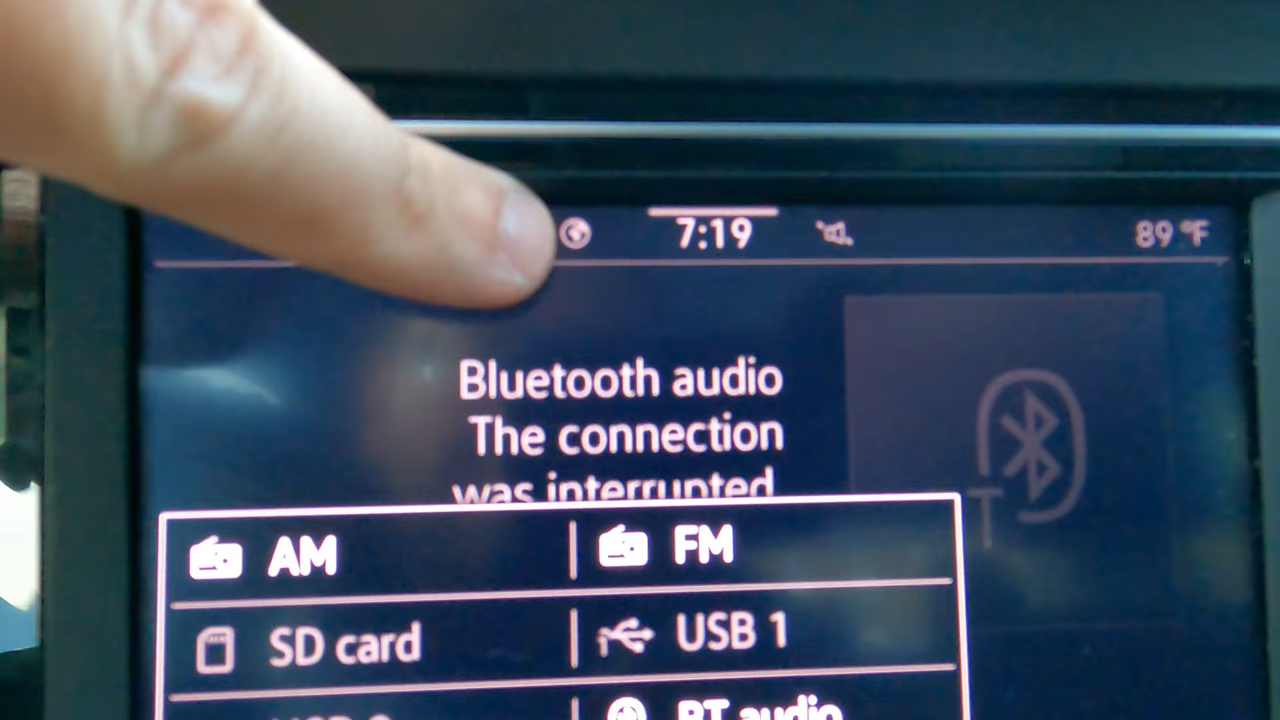 7:19 89 °F
Bluetooth audio
The connection
was interrupted
AM FM
SD card USB 1
BT audio